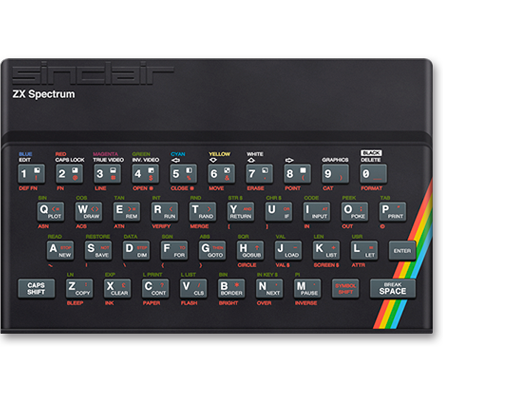 sinclair
ZX Spectrum
BLUE RED MAGENTA GREEN CYAN YELLOW WHITE BLACK
EDIT CAPS LOCK TRUE VIDEO INV. VIDEO GRAPHICS DELETE
1 2 3 4 5 6 7 8 9 0
DEF FN FN LINE OPEN # CLOSE # MOVE ERASE POINT CAT FORMAT
SIN COS TAN INT RND STR $ CHR $ CODE PEEK TAB
Q PLOT W DRAW E REM R RUN T RAND Y RETURN U IF I INPUT O POKE P PRINT
ASN ACS ATN VERIFY MERGE [ ] IN OUT ©
READ RESTORE DATA SGN ABS SQR VAL LEN USR
A NEW S SAVE D DIM F FOR G GOTO H GOSUB J LOAD K LIST L LET ENTER
~ | \ { } CIRCLE VAL $ SCREEN $ ATTR
LN EXP L PRINT L LIST BIN IN KEY $ PI
CAPS SHIFT Z COPY X CLEAR C CONT V CLS B BORDER N NEXT M PAUSE SYMBOL SHIFT BREAK SPACE
BLEEP INK PAPER FLASH BRIGHT OVER INVERSE